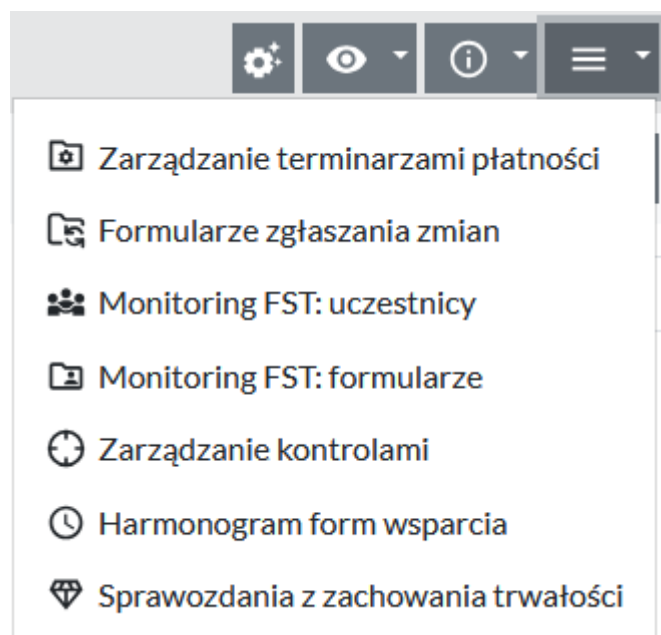 Zarządzanie terminarzami płatności
Formularze zgłaszania zmian
Monitoring FST: uczestnicy
Monitoring FST: formularze
Zarządzanie kontrolami
Harmonogram form wsparcia
Sprawozdania z zachowania trwałości